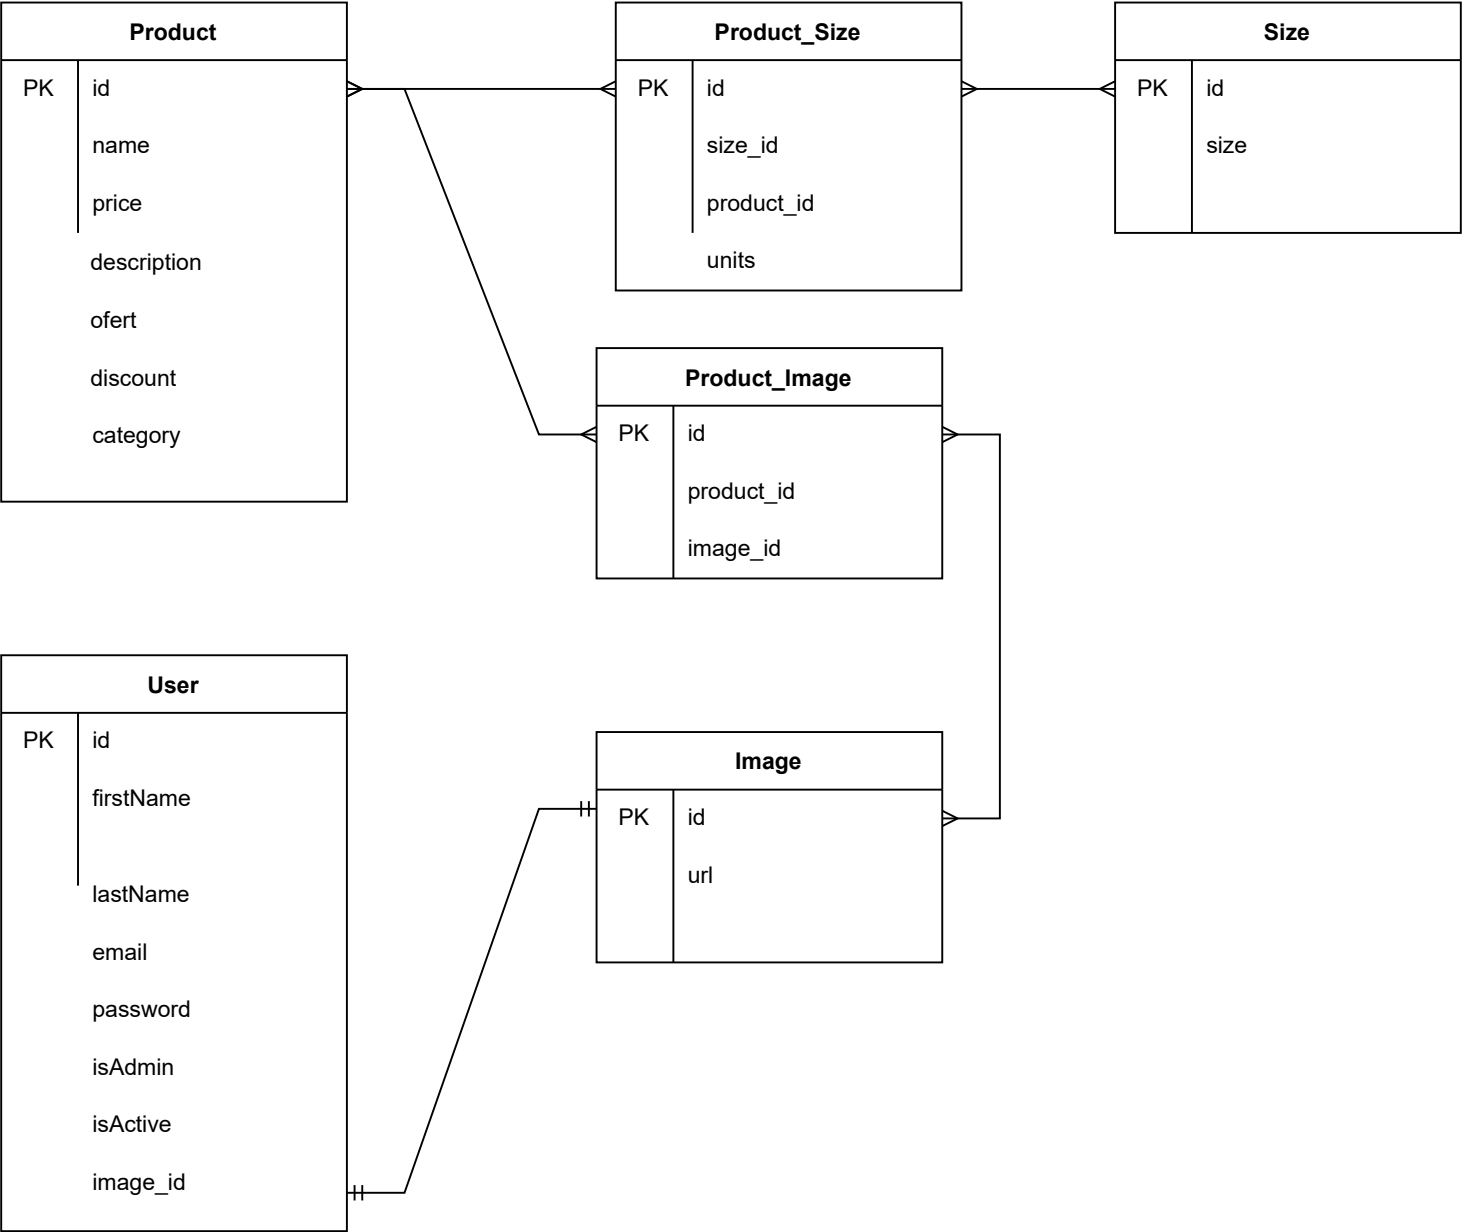 Product
PK id
name
price
description
ofert
discount
category
Product_Size
PK id
size_id
product_id
units
Size
PK id
size
Product_Image
PK id
product_id
image_id
User
PK id
firstName
lastName
email
password
isAdmin
isActive
image_id
Image
PK id
url